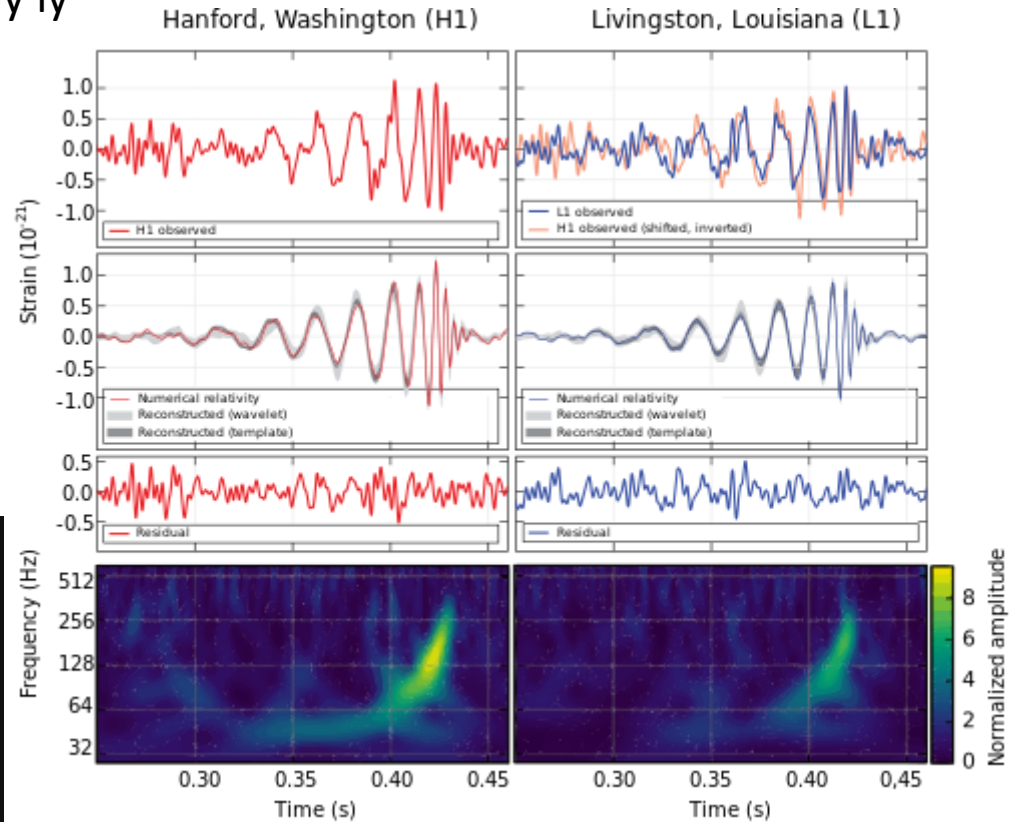 y ly
Hanford, Washington (H1)
Livingston, Louisiana (L1)
Strain (10⁻²¹)
1.0
0.5
0.0
-0.5
-1.0
H1 observed
L1 observed
H1 observed (shifted, inverted)
1.0
0.5
0.0
-0.5
-1.0
Numerical relativity
Reconstructed (wavelet)
Reconstructed (template)
Numerical relativity
Reconstructed (wavelet)
Reconstructed (template)
0.5
0.0
-0.5
Residual
Residual
Frequency (Hz)
512
256
128
64
32
0.30 0.35 0.40 0.45
Time (s)
0.30 0.35 0.40 0,45
Time (s)
8
6
4
2
0
Normalized amplitude